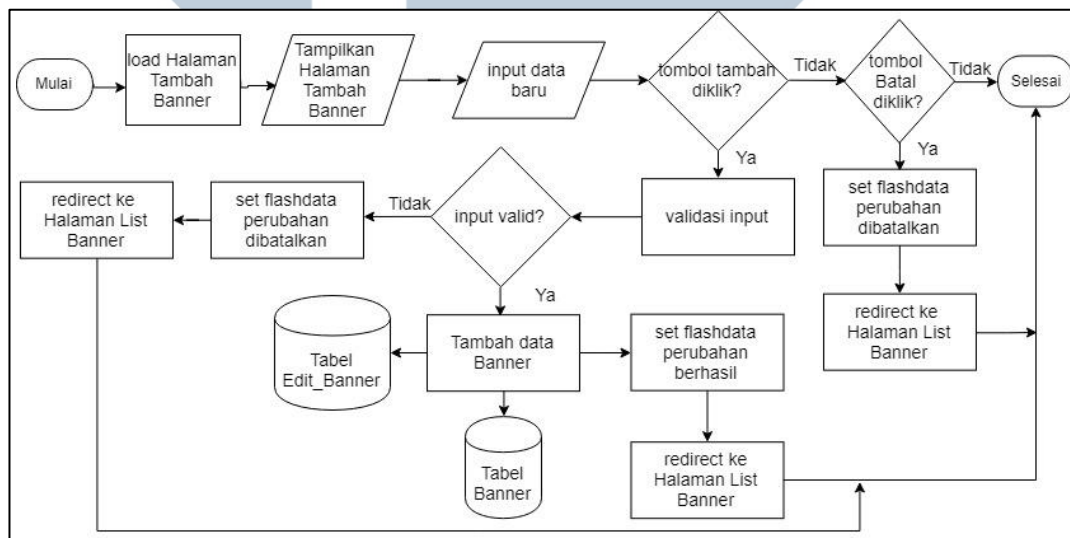 Mulai
load Halaman
Tambah
Banner
Tampilkan
Halaman
Tambah
Banner
input data
baru
tombol tambah
diklik?
Tidak
tombol
Batal
diklik?
Tidak
Selesai
Ya
Ya
redirect ke
Halaman List
Banner
set flashdata
perubahan
dibatalkan
Tidak
input valid?
validasi input
set flashdata
perubahan
dibatalkan
Ya
Tabel
Edit_Banner
Tambah data
Banner
set flashdata
perubahan
berhasil
redirect ke
Halaman List
Banner
Tabel
Banner
redirect ke
Halaman List
Banner